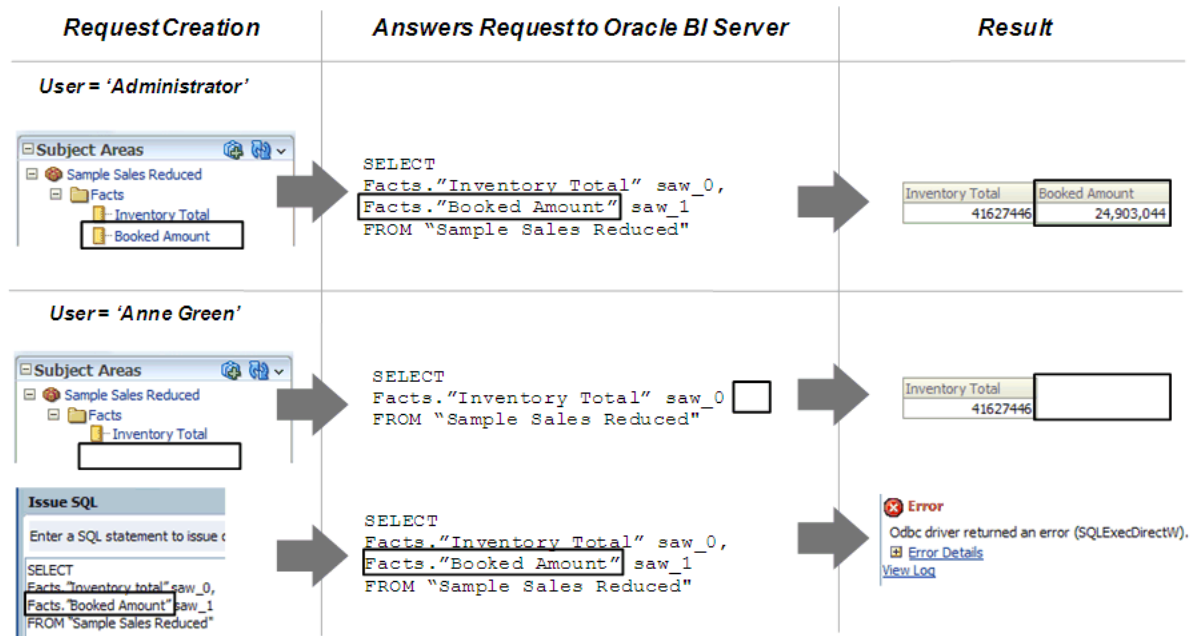 Request Creation
Answers Request to Oracle BI Server
Result
User = ‘Administrator’
Subject Areas
Sample Sales Reduced
Facts
Inventory Total
Booked Amount
SELECT
Facts.”Inventory Total” saw_0,
Facts.”Booked Amount” saw_1
FROM “Sample Sales Reduced"
Inventory Total Booked Amount
41627446 24,903,044
User = ‘Anne Green’
Subject Areas
Sample Sales Reduced
Facts
Inventory Total
SELECT
Facts.”Inventory Total” saw_0
FROM “Sample Sales Reduced"
Inventory Total
41627446
Issue SQL
Enter a SQL statement to issue
SELECT
Facts."Inventory total" saw_0,
Facts."Booked Amount" saw_1
FROM "Sample Sales Reduced"
SELECT
Facts.”Inventory Total” saw_0,
Facts.”Booked Amount” saw_1
FROM “Sample Sales Reduced"
Error
Odbc driver returned an error (SQLExecDirectW).
Error Details
View Log